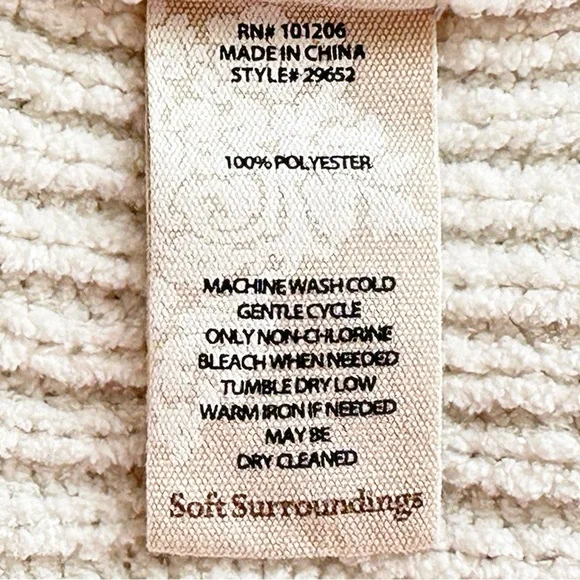 RN# 101206
MADE IN CHINA
STYLE# 29652
100% POLYESTER
MACHINE WASH COLD
GENTLE CYCLE
ONLY NON-CHLORINE
BLEACH WHEN NEEDED
TUMBLE DRY LOW
WARM IRON IF NEEDED
MAY BE
DRY CLEANED
Soft Surroundings